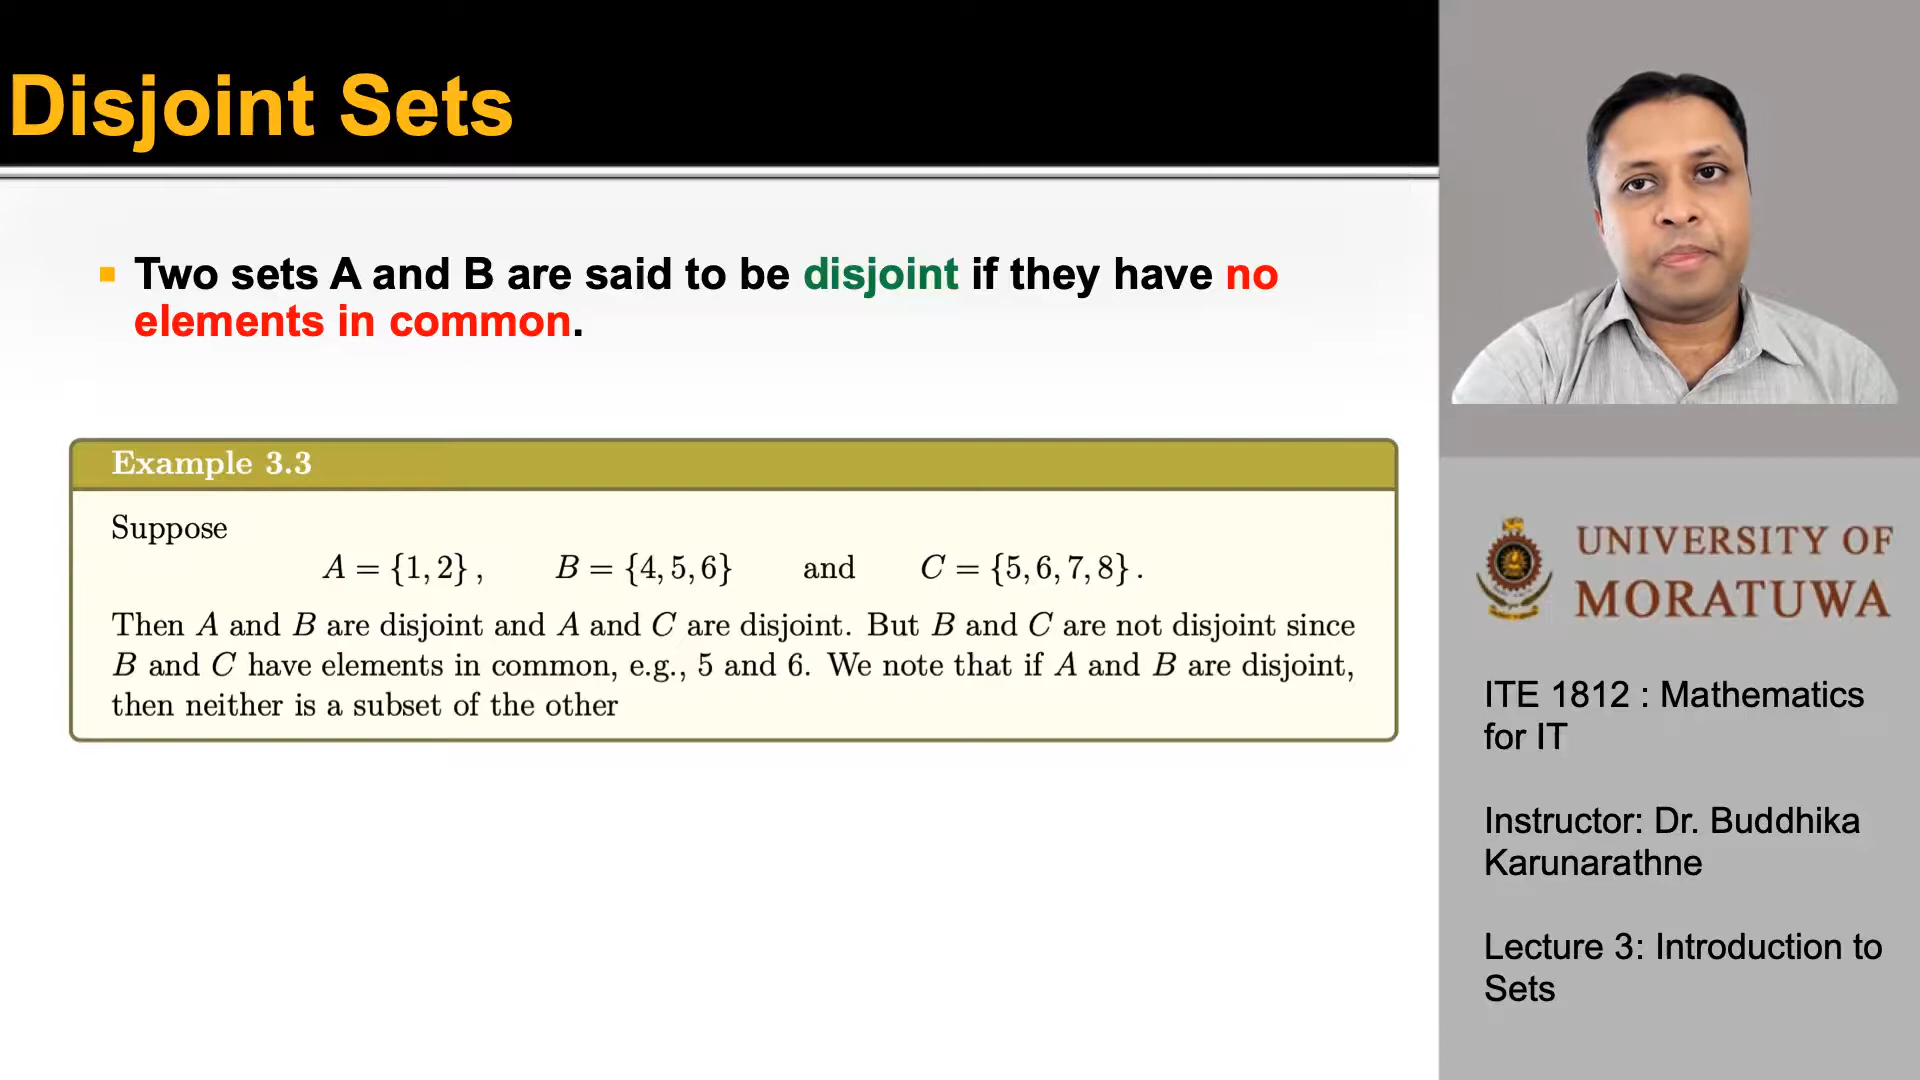 Disjoint Sets
▪ Two sets A and B are said to be disjoint if they have no
elements in common.
Example 3.3
Suppose
A = {1, 2} , B = {4, 5, 6} and C = {5, 6, 7, 8} .
Then A and B are disjoint and A and C are disjoint. But B and C are not disjoint since
B and C have elements in common, e.g., 5 and 6. We note that if A and B are disjoint,
then neither is a subset of the other
UNIVERSITY OF
MORATUWA
ITE 1812 : Mathematics
for IT
Instructor: Dr. Buddhika
Karunarathne
Lecture 3: Introduction to
Sets